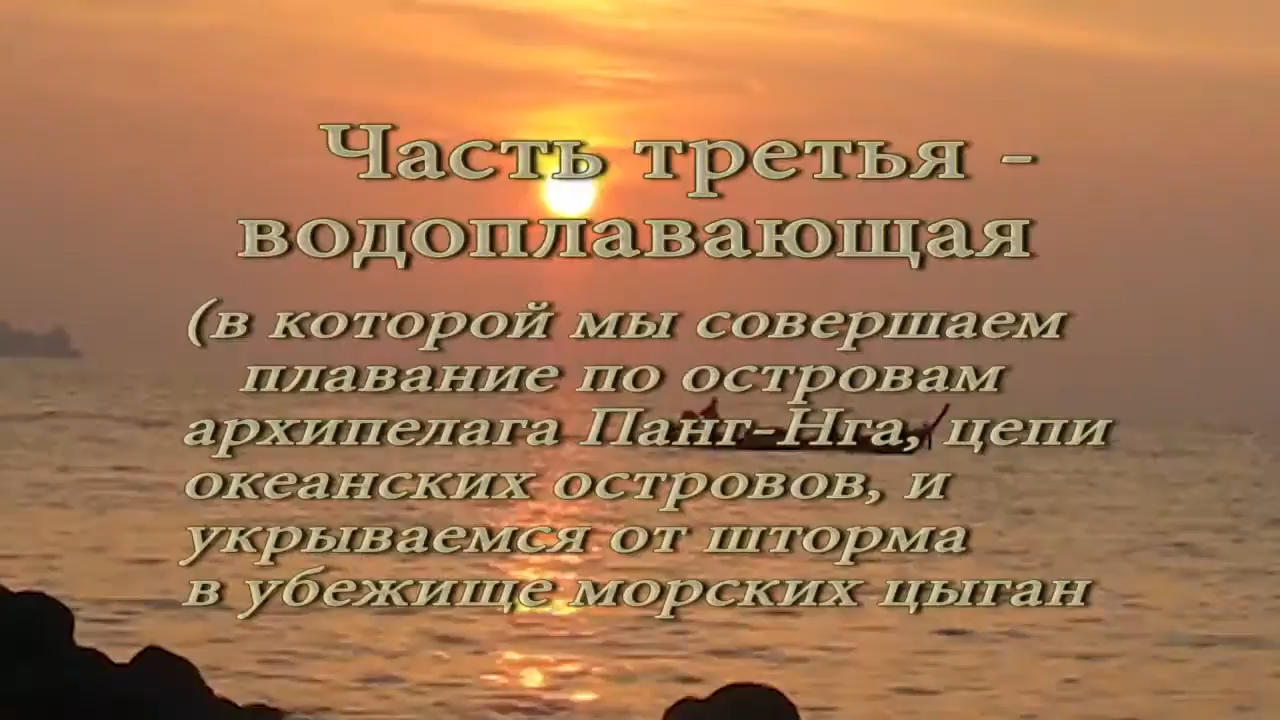 Часть третья -
водоплавающая
(в которой мы совершаем
плавание по островам
архипелага Панг-Нга, цепи
океанских островов, и
укрываемся от шторма
в убежище морских цыган